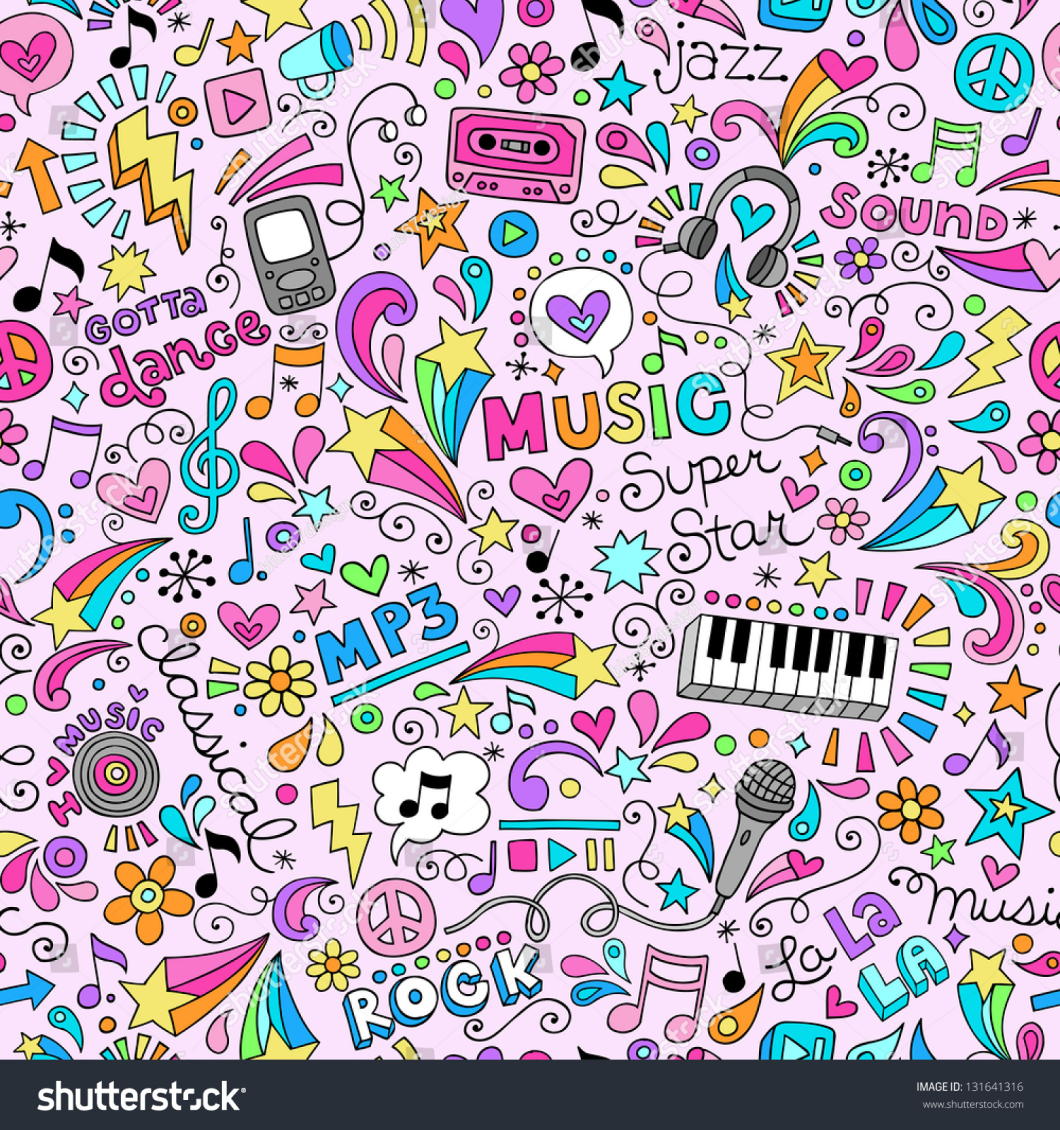 jazz
SOUND
GOTTA
dance
MUSIC
Super
Star
MP3
Classical
I
MUSIC
La
La
LA
Musi
ROCK
shutterstock
IMAGE ID: 131641316
www.shutterstock.com